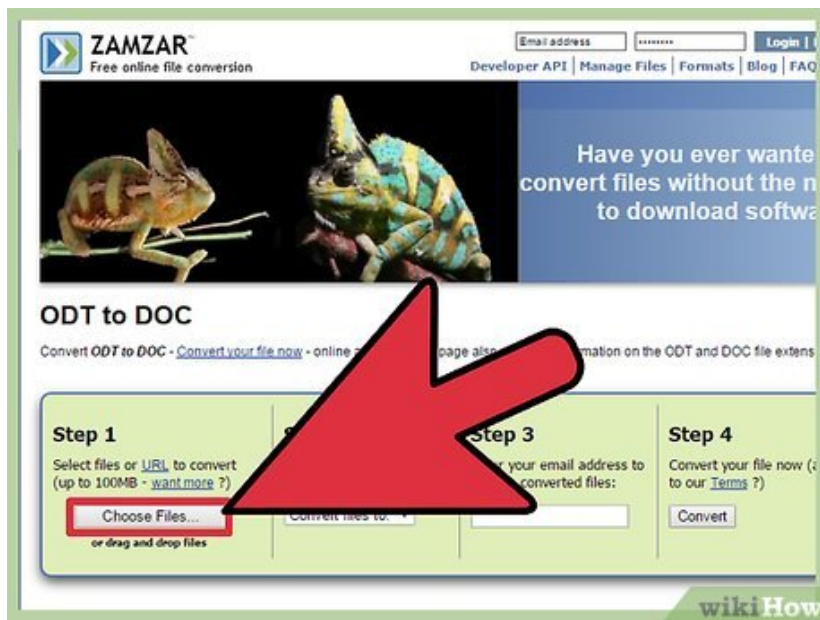 ZAMZAR
Free online file conversion
Email address
Login |
Developer API | Manage Files | Formats | Blog | FAQ
Have you ever wante
convert files without the n
to download softwa
ODT to DOC
Convert ODT to DOC - Convert your file now - online a
page also
mation on the ODT and DOC file extens
Step 1
Select files or URL to convert
(up to 100MB - want more ?)
Choose Files...
or drag and drop files
Convert files to:
Step 3
your email address to
converted files:
Step 4
Convert your file now (a
to our Terms ?)
Convert
wikiHow